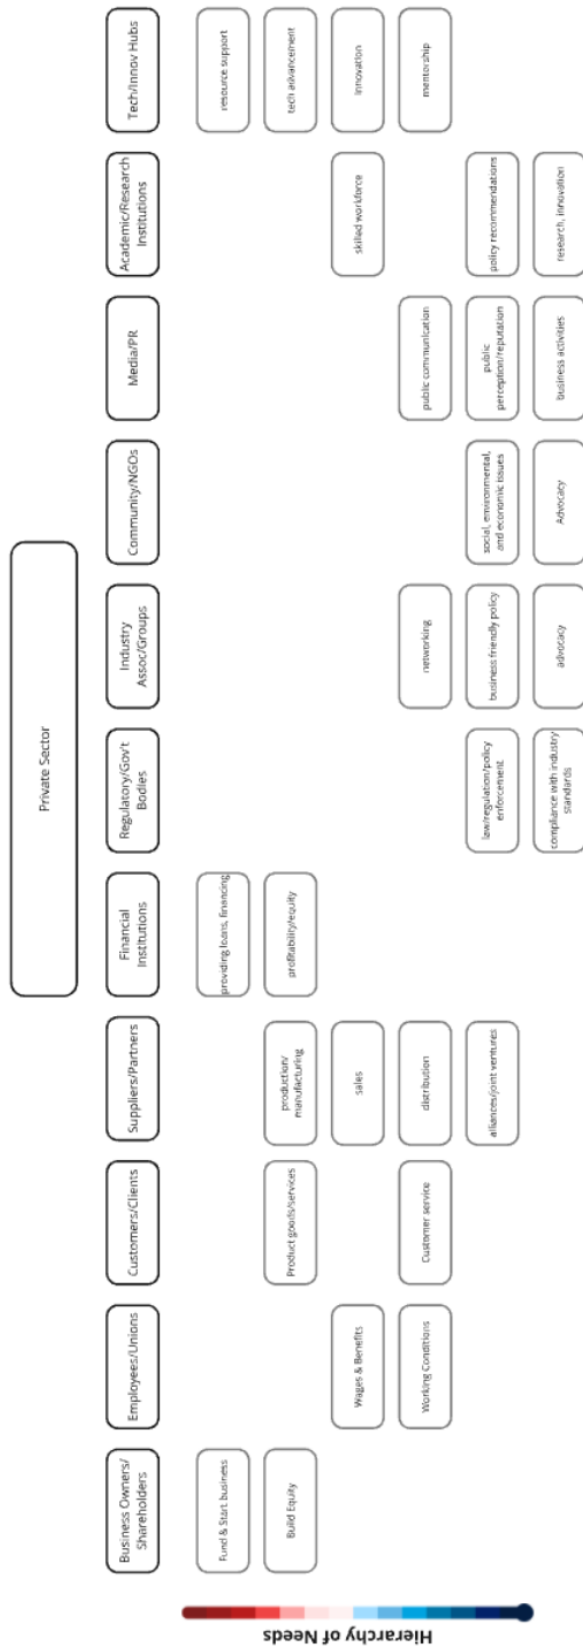 Private Sector
Business Owners/
Shareholders
Employees/Unions
Customers/Clients
Suppliers/Partners
Financial
Institutions
Regulatory/Gov't
Bodies
Industry
Assoc/Groups
Community/NGOs
Media/PR
Academic/Research
Institutions
Tech/Innov Hubs
Fund & Start business
providing loans, financing
resource support
Build Equity
Product goods/services
production/
manufacturing
profitability/equity
tech advancement
Wages & Benefits
sales
skilled workforce
Innovation
Working Conditions
Customer service
distribution
networking
public communication
mentorship
alliances/joint ventures
law/regulation/policy
enforcement
business friendly policy
social, environmental,
and economic issues
public
perception/reputation
policy recommendations
compliance with industry
standards
advocacy
Advocacy
business activities
research, innovation
Hierarchy of Needs